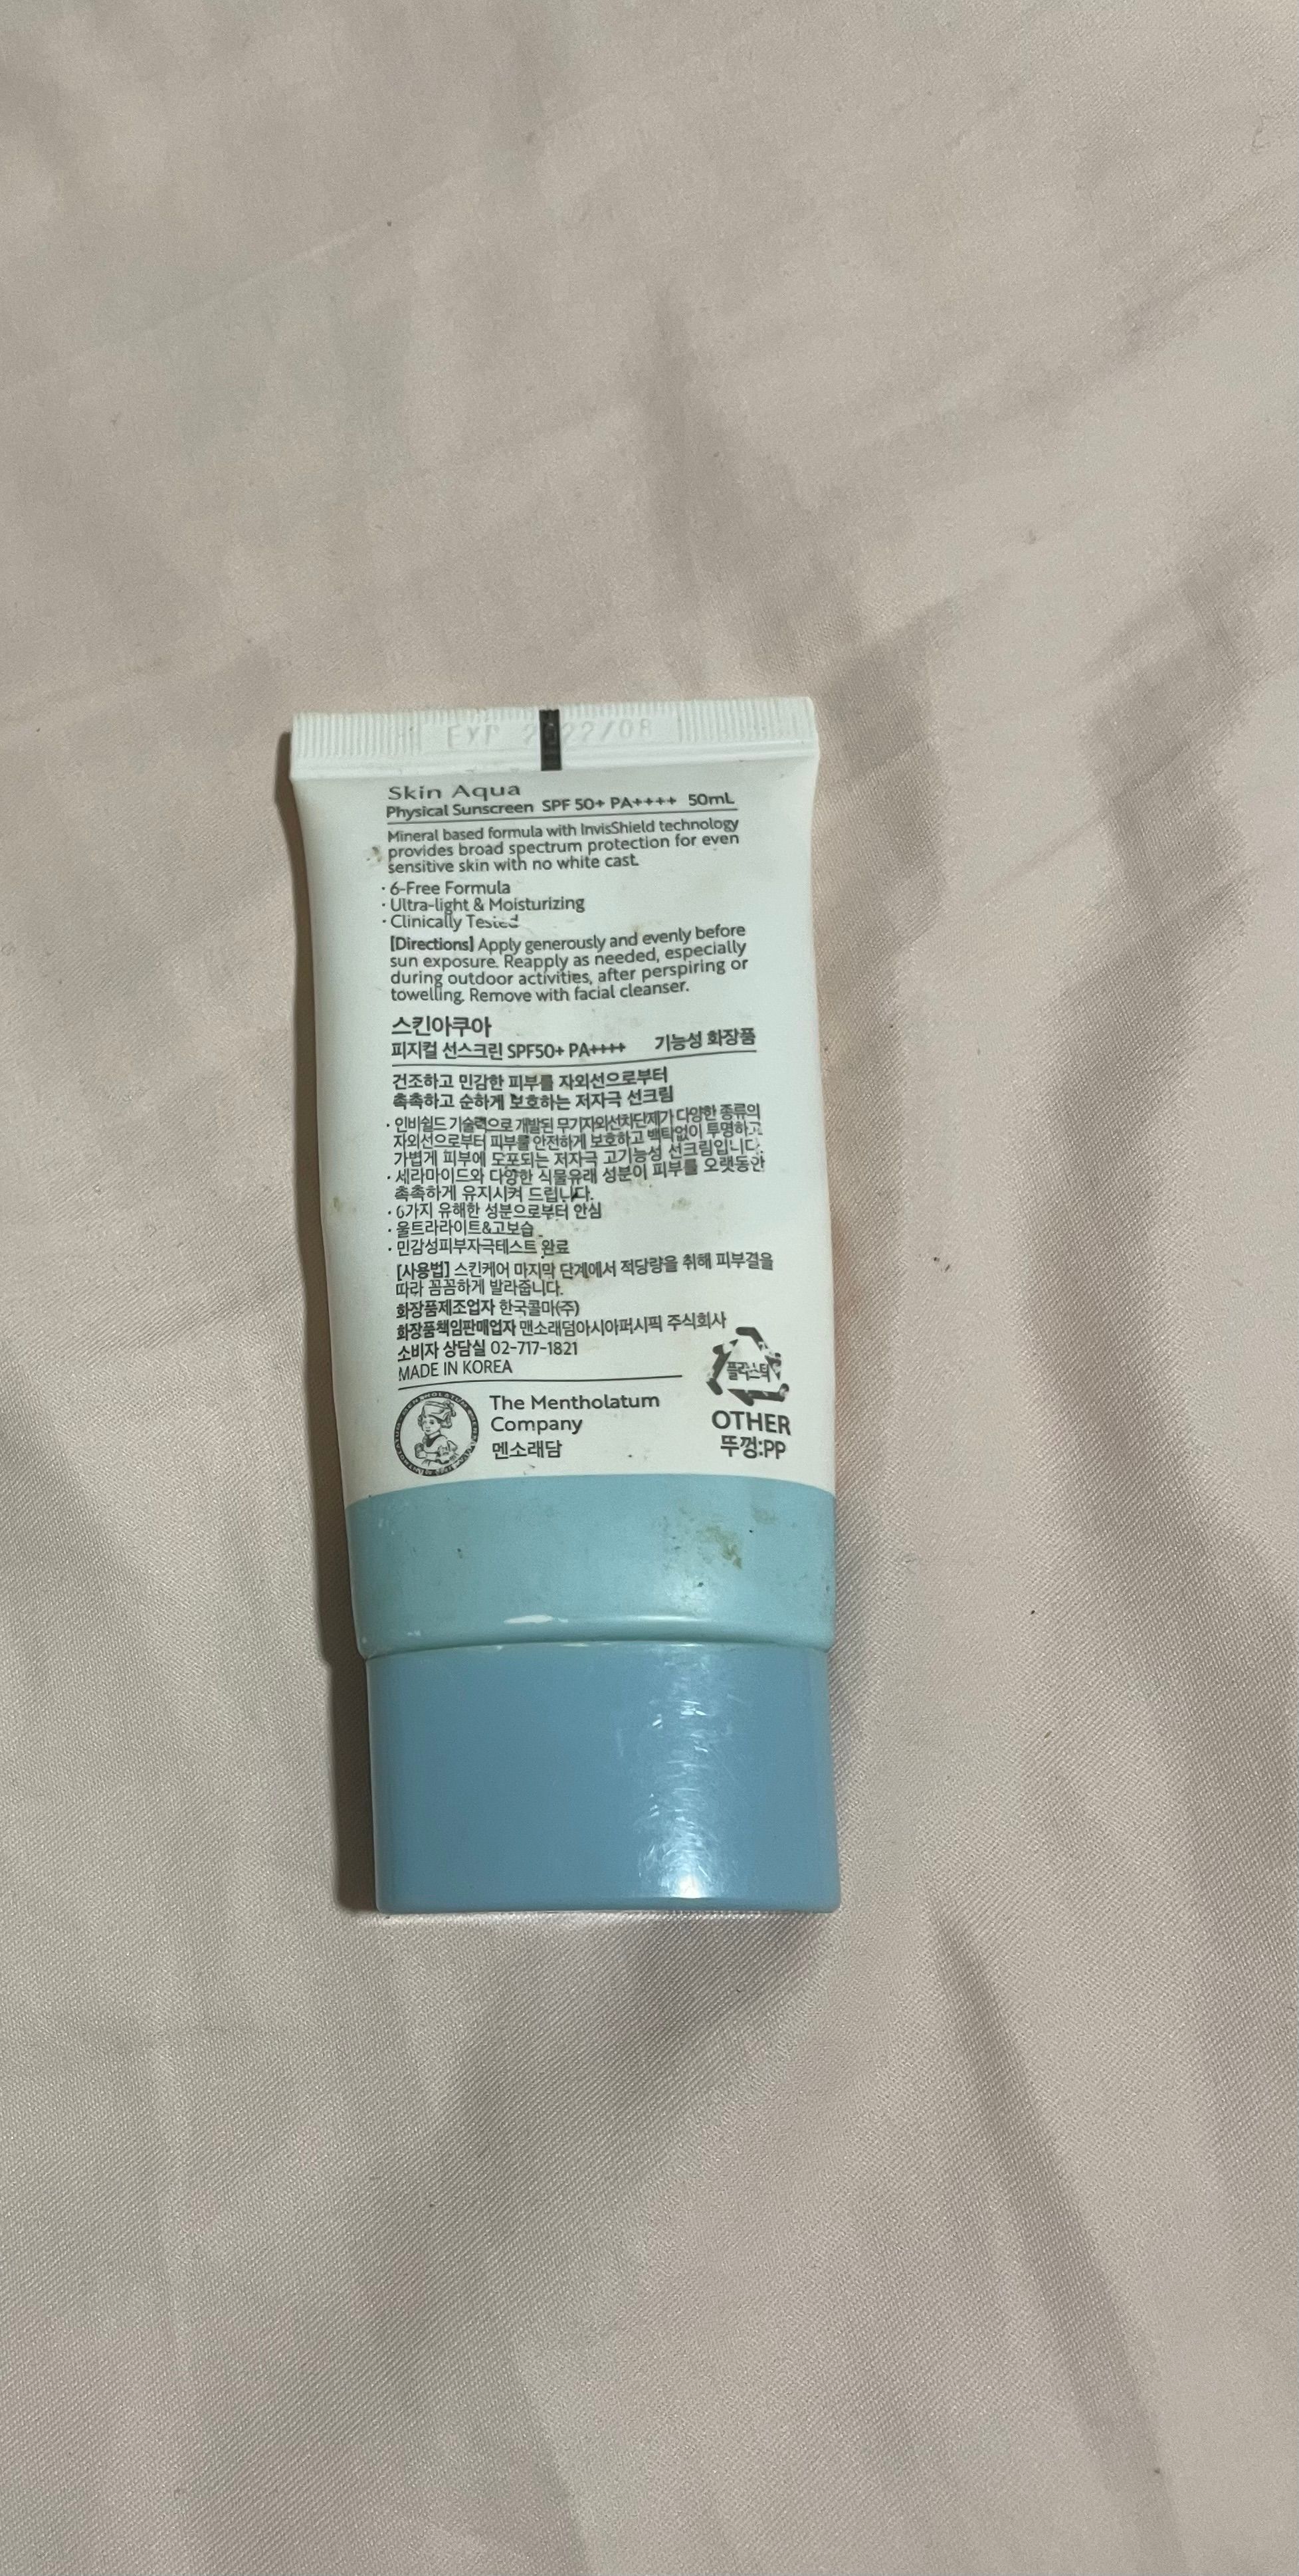 EXP 2022/08
Skin Aqua
Physical Sunscreen SPF 50+ PA++++ 50mL
Mineral based formula with InvisShield technology
provides broad spectrum protection for even
sensitive skin with no white cast.
· 6-Free Formula
· Ultra-light & Moisturizing
· Clinically Tested
[Directions] Apply generously and evenly before
sun exposure. Reapply as needed, especially
during outdoor activities, after perspiring or
towelling. Remove with facial cleanser.
스킨아쿠아
피지컬 선스크린 SPF50+ PA++++ 기능성 화장품
건조하고 민감한 피부를 자외선으로부터
촉촉하고 순하게 보호하는 저자극 선크림
· 인비쉴드 기술력으로 개발된 무기자외선차단제가 다양한 종류의
자외선으로부터 피부를 안전하게 보호하고 백탁없이 투명하고
가볍게 피부에 도포되는 저자극 고기능성 선크림입니다.
· 세라마이드와 다양한 식물유래 성분이 피부를 오랫동안
촉촉하게 유지시켜 드립니다.
· 6가지 유해한 성분으로부터 안심
· 울트라라이트&고보습
· 민감성피부자극테스트 완료
[사용법] 스킨케어 마지막 단계에서 적당량을 취해 피부결을
따라 꼼꼼하게 발라줍니다.
화장품제조업자 한국콜마(주)
화장품책임판매업자 맨소래덤아시아퍼시픽 주식회사
소비자 상담실 02-717-1821
MADE IN KOREA
플라스틱
OTHER
뚜껑:PP
The Mentholatum
Company
멘소래담